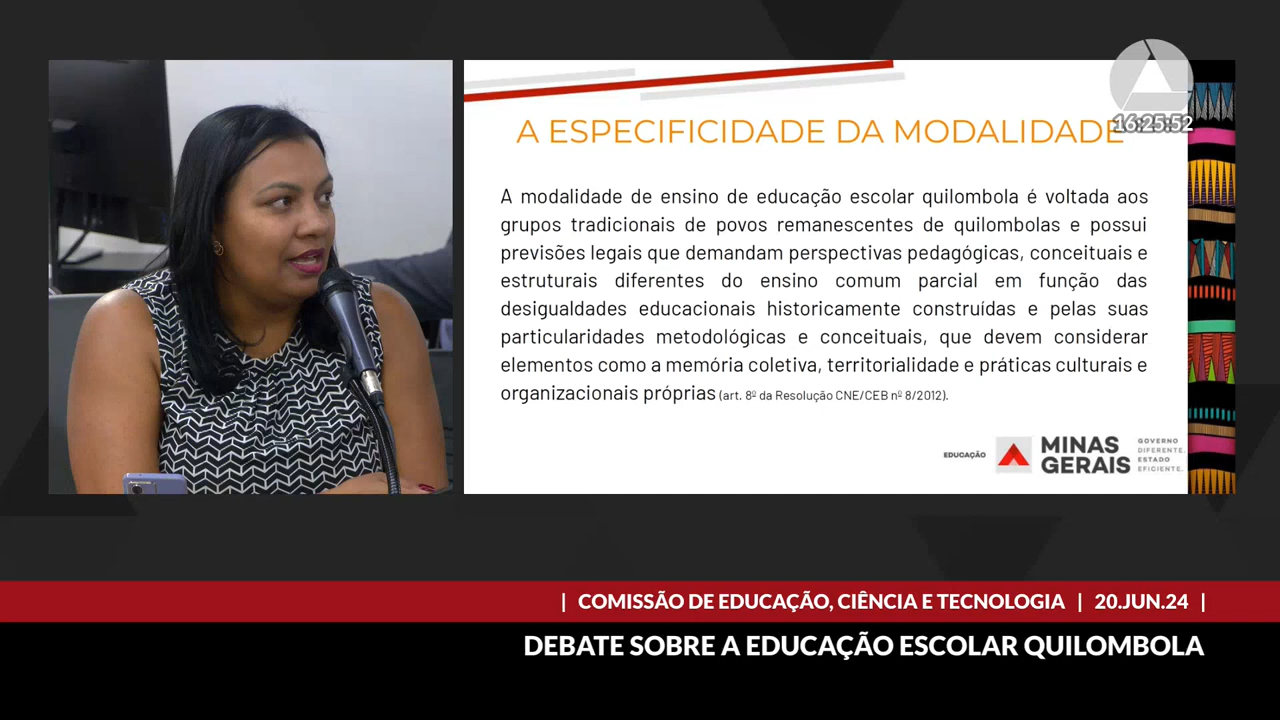 16:25:52
A ESPECIFICIDADE DA MODALIDADE
A modalidade de ensino de educação escolar quilombola é voltada aos
grupos tradicionais de povos remanescentes de quilombolas e possui
previsões legais que demandam perspectivas pedagógicas, conceituais e
estruturais diferentes do ensino comum parcial em função das
desigualdades educacionais historicamente construídas e pelas suas
particularidades metodológicas e conceituais, que devem considerar
elementos como a memória coletiva, territorialidade e práticas culturais e
organizacionais próprias (art. 8º da Resolução CNE/CEB nº 8/2012).
EDUCAÇÃO
MINAS
GERAIS
GOVERNO
DIFERENTE.
ESTADO
EFICIENTE.
| COMISSÃO DE EDUCAÇÃO, CIÊNCIA E TECNOLOGIA | 20.JUN.24 |
DEBATE SOBRE A EDUCAÇÃO ESCOLAR QUILOMBOLA